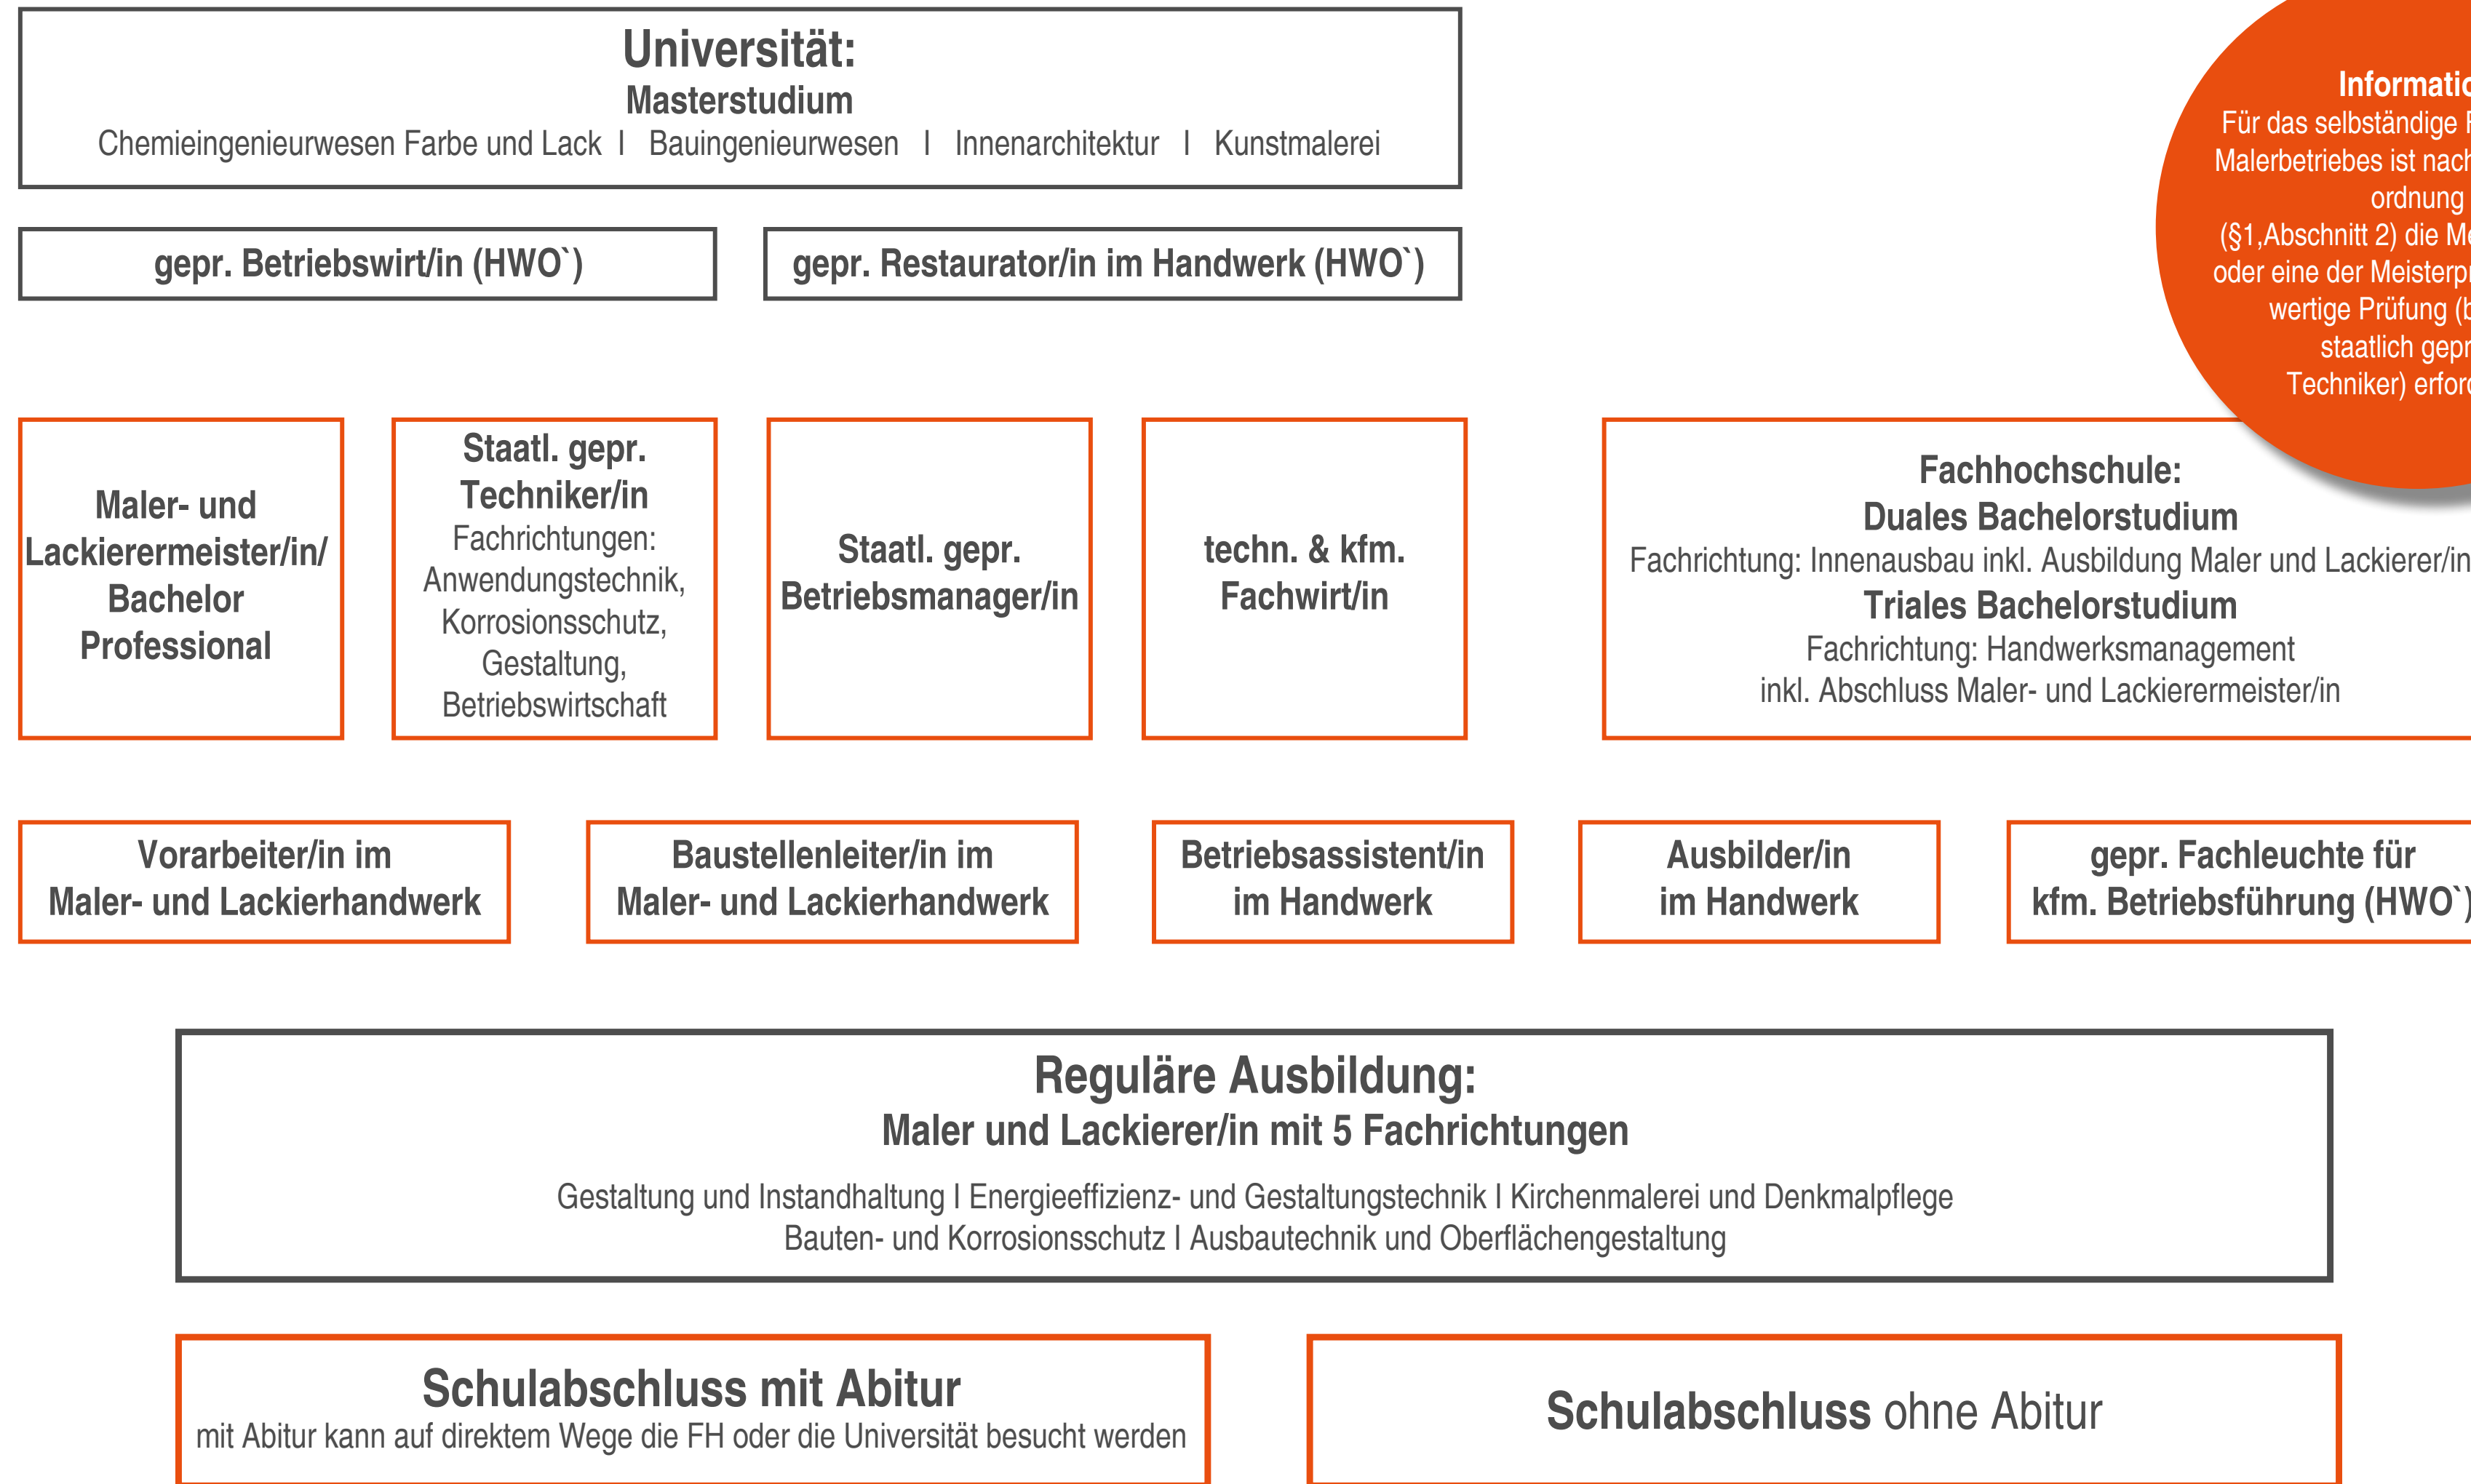 Universität:
Masterstudium
Chemieingenieurwesen Farbe und Lack I Bauingenieurwesen I Innenarchitektur I Kunstmalerei
gepr. Betriebswirt/in (HWO`)
gepr. Restaurator/in im Handwerk (HWO`)
Für das selbständige
Malerbetriebes ist
ordnung
(§1,Abschnitt 2) die
oder eine der
wertige Prüfung
staatlich
Techniker)
Maler- und
Lackierermeister/in/
Bachelor
Professional
Staatl. gepr.
Techniker/in
Fachrichtungen:
Anwendungstechnik,
Korrosionsschutz,
Gestaltung,
Betriebswirtschaft
Staatl. gepr.
Betriebsmanager/in
techn. & kfm.
Fachwirt/in
Fachhochschule:
Duales Bachelorstudium
Fachrichtung: Innenausbau inkl. Ausbildung Maler und Lackierer/in
Triales Bachelorstudium
Fachrichtung: Handwerksmanagement
inkl. Abschluss Maler- und Lackierermeister/in
Vorarbeiter/in im
Maler- und Lackierhandwerk
Baustellenleiter/in im
Maler- und Lackierhandwerk
Betriebsassistent/in
im Handwerk
Ausbilder/in
im Handwerk
gepr. Fachleuchte für
kfm. Betriebsführung (HWO`)
Reguläre Ausbildung:
Maler und Lackierer/in mit 5 Fachrichtungen
Gestaltung und Instandhaltung I Energieeffizienz- und Gestaltungstechnik I Kirchenmalerei und Denkmalpflege
Bauten- und Korrosionsschutz I Ausbautechnik und Oberflächengestaltung
Schulabschluss mit Abitur
mit Abitur kann auf direktem Wege die FH oder die Universität besucht werden
Schulabschluss ohne Abitur